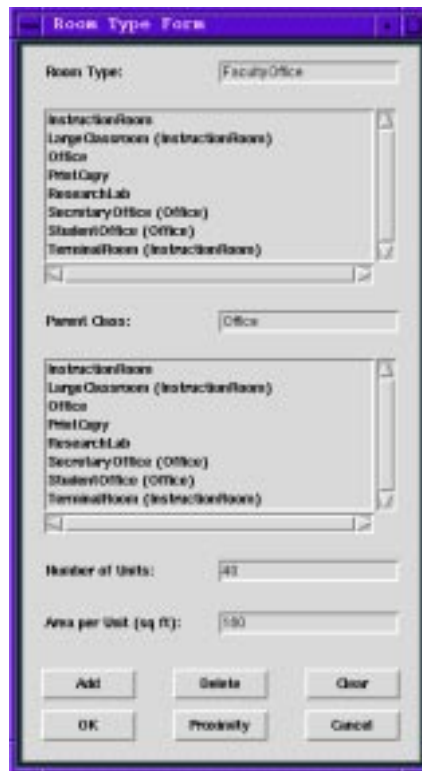 Room Type Form
Room Type: FacultyOffice
InstructionRoom
LargeClassroom (InstructionRoom)
Office
PrintCopy
ResearchLab
SecretaryOffice (Office)
StudentOffice (Office)
TerminalRoom (InstructionRoom)
Parent Class: Office
InstructionRoom
LargeClassroom (InstructionRoom)
Office
PrintCopy
ResearchLab
SecretaryOffice (Office)
StudentOffice (Office)
TerminalRoom (InstructionRoom)
Number of Units: 40
Area per Unit (sq ft):
Add Delete Clear
OK Proximity Cancel